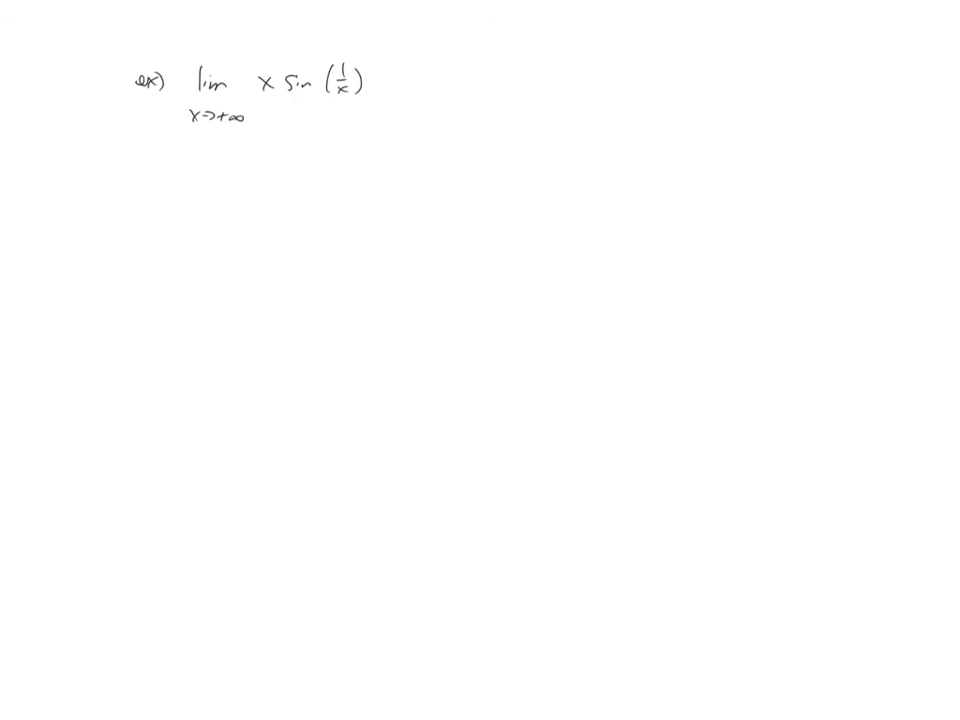 ex) lim x sin (1/x)
x→+∞